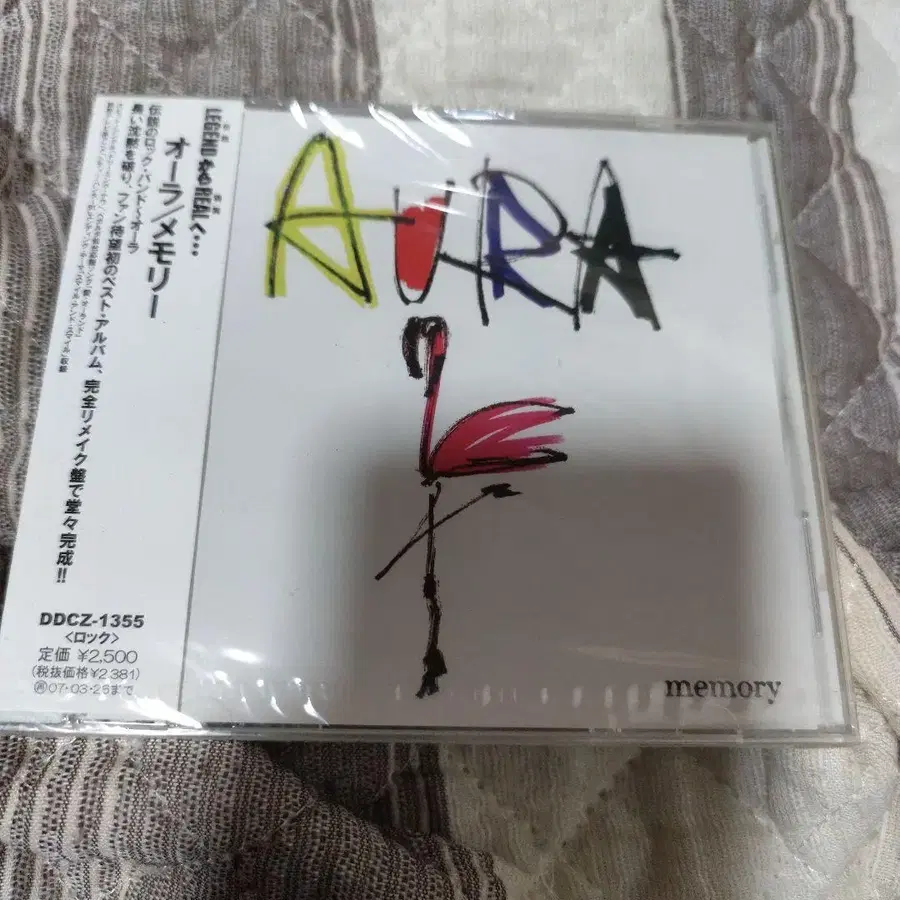 LEGENDからREALへ…
オーラ/メモリー
伝説のロック・バンド〜オーラ
長い沈黙を破り、ファン待望初のベスト・アルバム、完全リメイク盤で堂々完成!!
DDCZ-1355
〈ロック〉
定価 ¥2,500
(税抜価格¥2,381)
07・03・26まで
AURA
memory